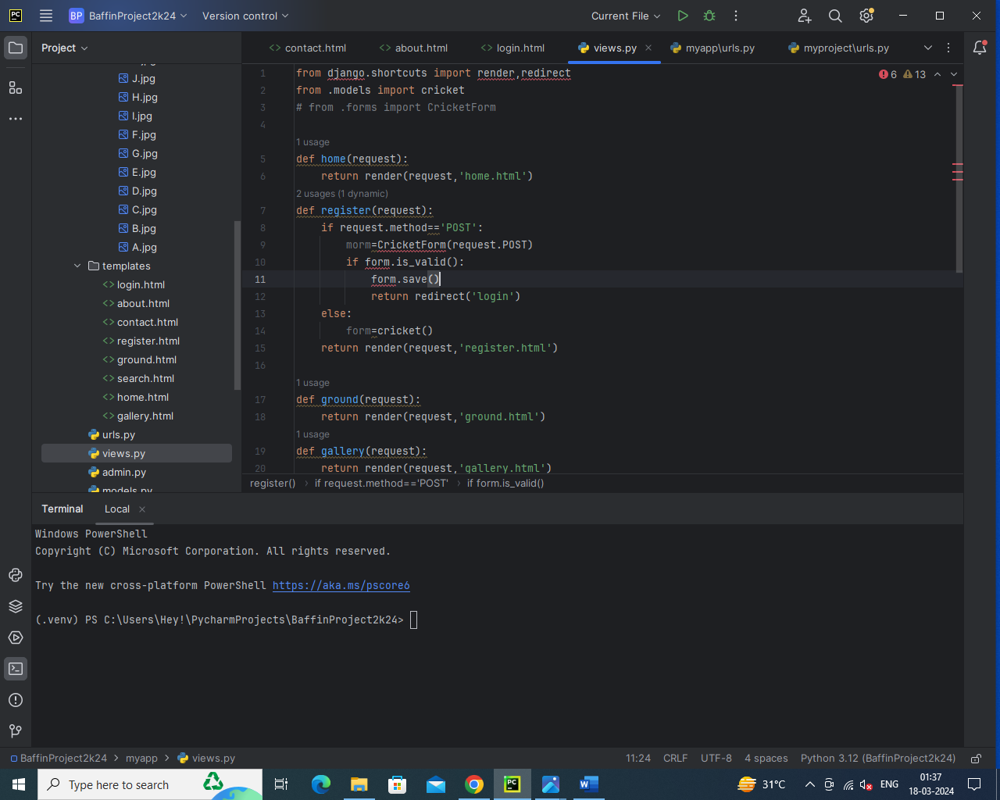 PC BP BaffinProject2k24 Version control Current File
Project
contact.html about.html login.html views.py myapp\urls.py myproject\urls.py
J.jpg
H.jpg
I.jpg
F.jpg
G.jpg
E.jpg
D.jpg
C.jpg
B.jpg
A.jpg
templates
login.html
about.html
contact.html
register.html
ground.html
search.html
home.html
gallery.html
urls.py
views.py
admin.py
models.py
6 13
1 from django.shortcuts import render,redirect
2 from .models import cricket
3 # from .forms import CricketForm
4
1 usage
5 def home(request):
6 return render(request,'home.html')
2 usages (1 dynamic)
7 def register(request):
8 if request.method=='POST':
9 morm=CricketForm(request.POST)
10 if form.is_valid():
11 form.save()
12 return redirect('login')
13 else:
14 form=cricket()
15 return render(request,'register.html')
16
1 usage
17 def ground(request):
18 return render(request,'ground.html')
1 usage
19 def gallery(request):
20 return render(request,'gallery.html')
register() › if request.method=='POST' › if form.is_valid()
Terminal Local
Windows PowerShell
Copyright (C) Microsoft Corporation. All rights reserved.
Try the new cross-platform PowerShell https://aka.ms/pscore6
(.venv) PS C:\Users\Hey!\PycharmProjects\BaffinProject2k24>
BaffinProject2k24 › myapp › views.py 11:24 CRLF UTF-8 4 spaces Python 3.12 (BaffinProject2k24)
Type here to search PC W 31°C ENG 01:37
18-03-2024